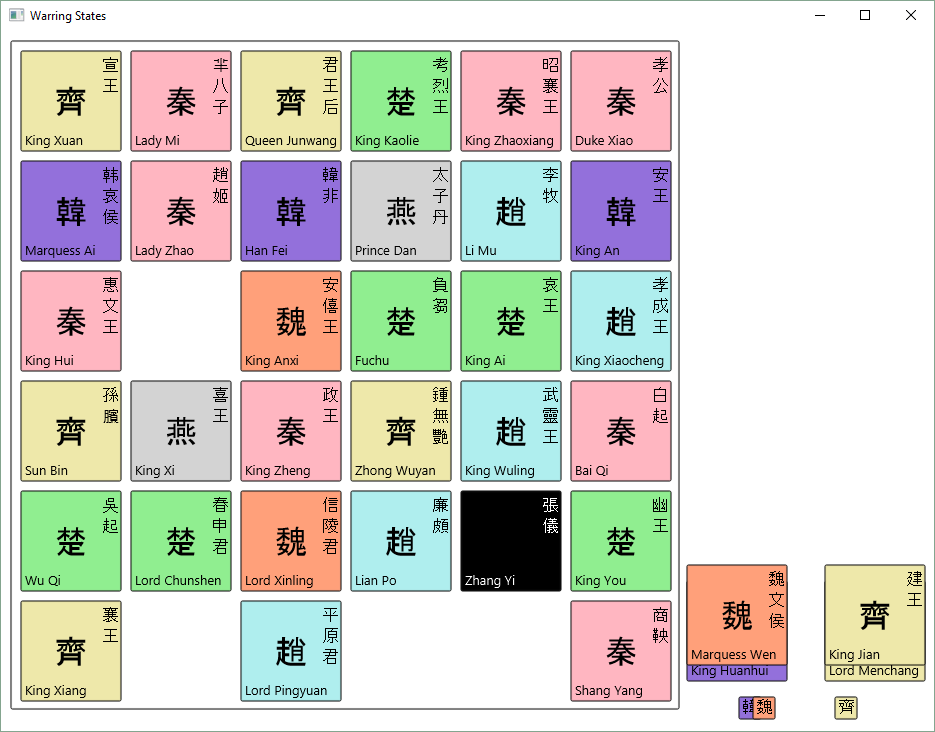 Warring States
齊
宣王
King Xuan
秦
羋八子
Lady Mi
齊
君王后
Queen Junwang
楚
考烈王
King Kaolie
秦
昭襄王
King Zhaoxiang
秦
孝公
Duke Xiao
韓
韩哀侯
Marquess Ai
秦
趙姬
Lady Zhao
韓
韓非
Han Fei
燕
太子丹
Prince Dan
趙
李牧
Li Mu
韓
安王
King An
秦
惠文王
King Hui
魏
安僖王
King Anxi
楚
負芻
Fuchu
楚
哀王
King Ai
趙
孝成王
King Xiaocheng
齊
孫臏
Sun Bin
燕
喜王
King Xi
秦
政王
King Zheng
齊
鍾無艷
Zhong Wuyan
趙
武靈王
King Wuling
秦
白起
Bai Qi
楚
吳起
Wu Qi
楚
春申君
Lord Chunshen
魏
信陵君
Lord Xinling
趙
廉頗
Lian Po
張儀
Zhang Yi
楚
幽王
King You
齊
襄王
King Xiang
趙
平原君
Lord Pingyuan
秦
商鞅
Shang Yang
魏
魏文侯
Marquess Wen
King Huanhui
齊
建王
King Jian
Lord Menchang
韓
魏
齊